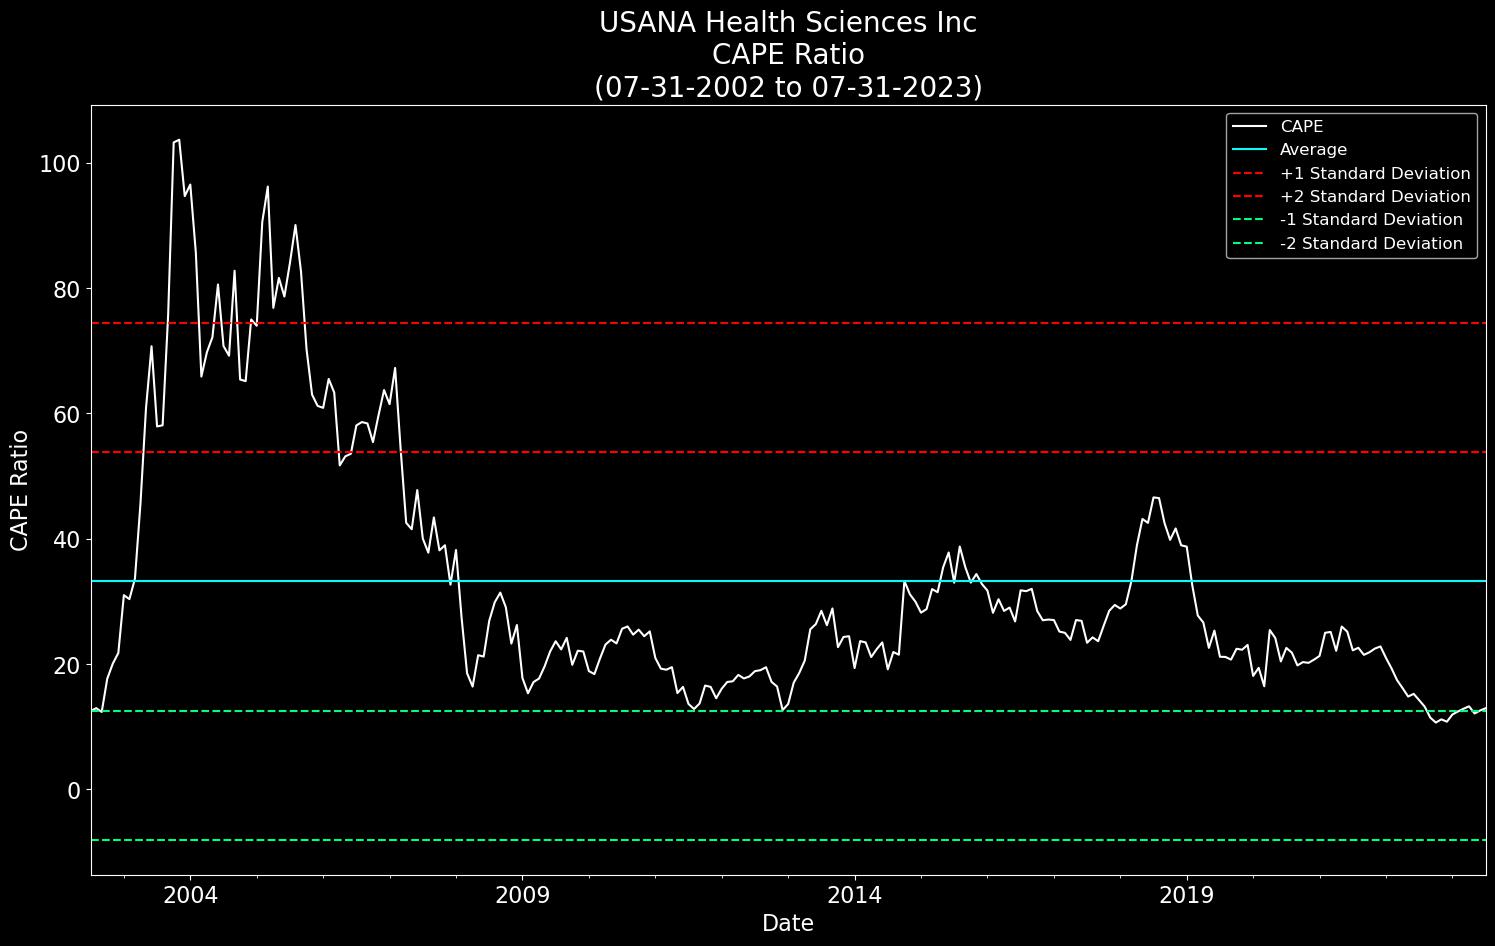 USANA Health Sciences Inc
CAPE Ratio
(07-31-2002 to 07-31-2023)
CAPE
Average
+1 Standard Deviation
+2 Standard Deviation
-1 Standard Deviation
-2 Standard Deviation
100
80
60
40
20
0
CAPE Ratio
2004
2009
2014
2019
Date